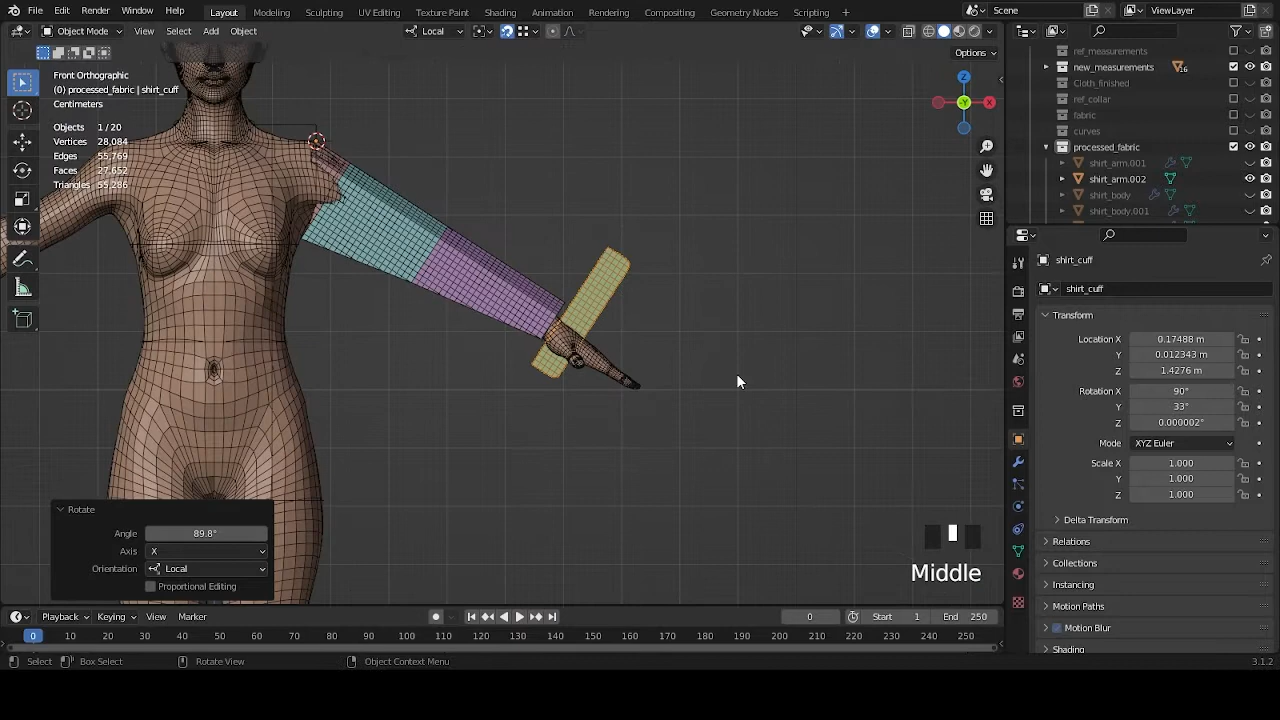 File Edit Render Window Help Layout Modeling Sculpting UV Editing Texture Paint Shading Animation Rendering Compositing Geometry Nodes Scripting + Scene ViewLayer
Object Mode View Select Add Object Local
Options
Front Orthographic
(0) processed_fabric | shirt_cuff
Centimeters
Objects 1 / 20
Vertices 28,084
Edges 55,769
Faces 27,652
Triangles 55,286
Z
X
-Y
ref_measurements
new_measurements 16
Cloth_finished
ref_collar
fabric
curves
processed_fabric
shirt_arm.001
shirt_arm.002
shirt_body
shirt_body.001
shirt_cuff
shirt_cuff
Transform
Location X 0.17488 m
Y 0.012343 m
Z 1.4276 m
Rotation X 90°
Y 33°
Z 0.000002°
Mode XYZ Euler
Scale X 1.000
Y 1.000
Z 1.000
Delta Transform
Relations
Collections
Instancing
Motion Paths
Motion Blur
Shading
Rotate
Angle 89.8°
Axis X
Orientation Local
Proportional Editing
Middle
Playback Keying View Marker 0 Start 1 End 250
0 10 20 30 40 50 60 70 80 90 100 110 120 130 140 150 160 170 180 190 200 210 220 230 240 250
Select Box Select Rotate View Object Context Menu 3.1.2